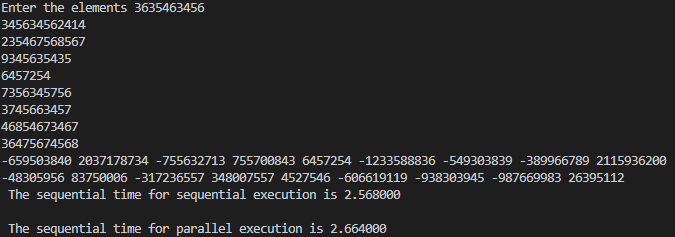 Enter the elements 3635463456
345634562414
235467568567
9345635435
6457254
7356345756
3745663457
46854673467
36475674568
-659503840 2037178734 -755632713 755700843 6457254 -1233588836 -549303839 -389966789 2115936200
-48305956 83750006 -317236557 348007557 4527546 -606619119 -938303945 -987669983 26395112
The sequential time for sequential execution is 2.568000
The sequential time for parallel execution is 2.664000